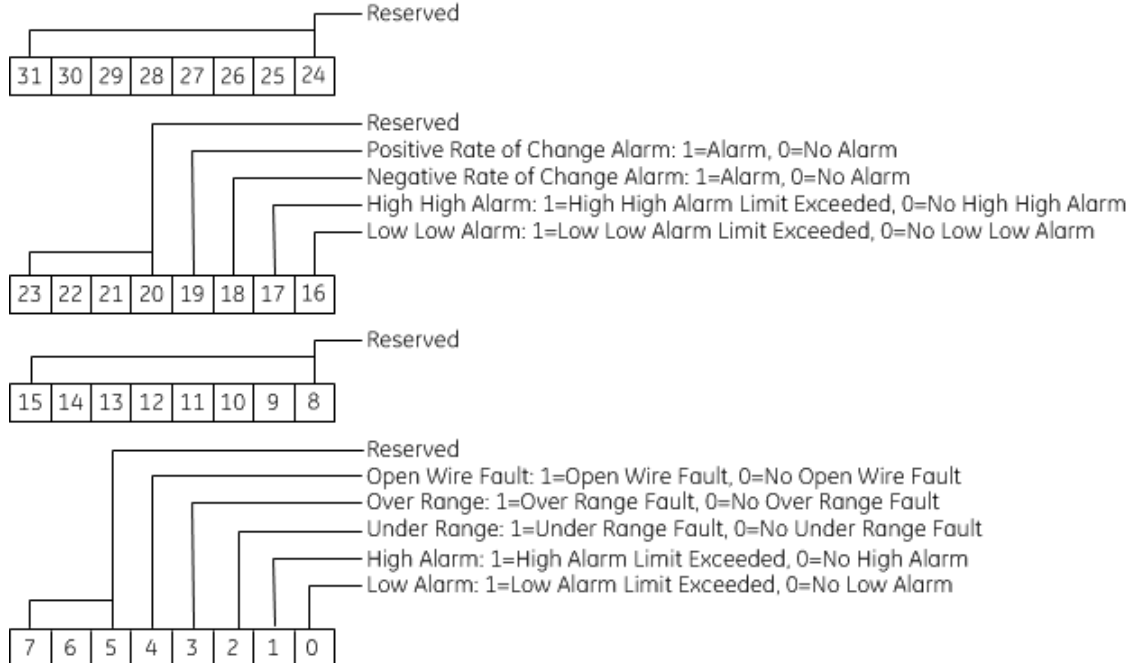 Reserved
31 30 29 28 27 26 25 24
Reserved
Positive Rate of Change Alarm: 1=Alarm, 0=No Alarm
Negative Rate of Change Alarm: 1=Alarm, 0=No Alarm
High High Alarm: 1=High High Alarm Limit Exceeded, 0=No High High Alarm
Low Low Alarm: 1=Low Low Alarm Limit Exceeded, 0=No Low Low Alarm
23 22 21 20 19 18 17 16
Reserved
15 14 13 12 11 10 9 8
Reserved
Open Wire Fault: 1=Open Wire Fault, 0=No Open Wire Fault
Over Range: 1=Over Range Fault, 0=No Over Range Fault
Under Range: 1=Under Range Fault, 0=No Under Range Fault
High Alarm: 1=High Alarm Limit Exceeded, 0=No High Alarm
Low Alarm: 1=Low Alarm Limit Exceeded, 0=No Low Alarm
7 6 5 4 3 2 1 0